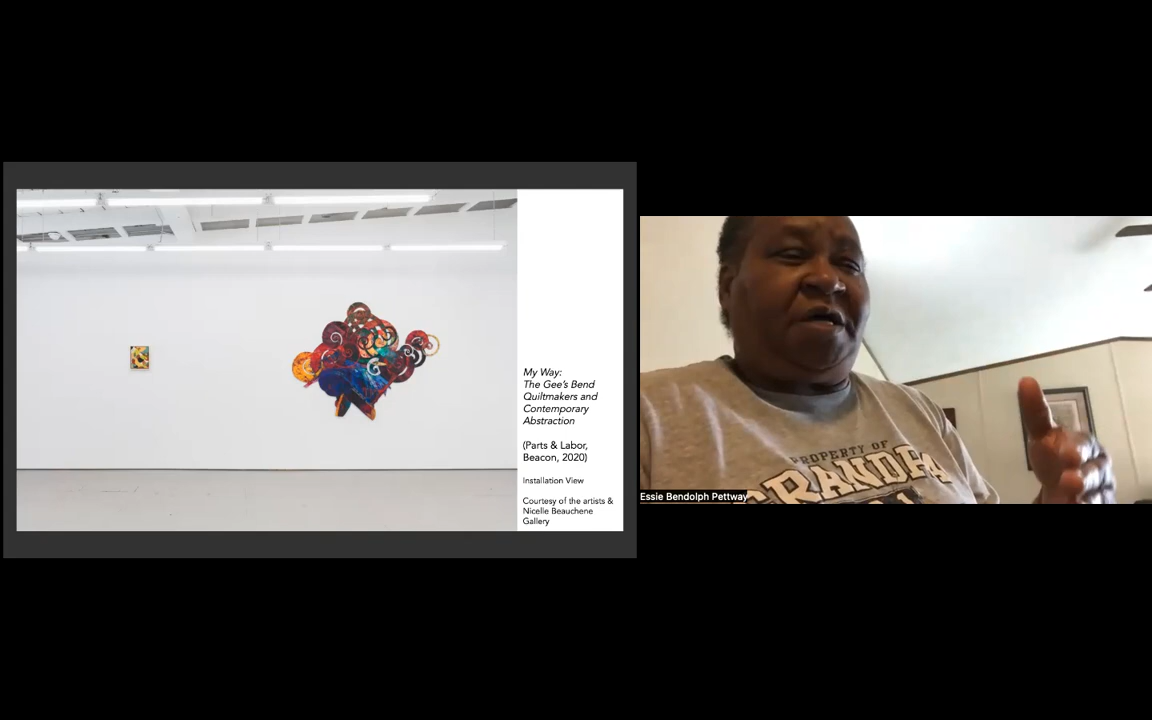 My Way:
The Gee's Bend
Quiltmakers and
Contemporary
Abstraction
(Parts & Labor,
Beacon, 2020)
Installation View
Courtesy of the artists &
Nicelle Beauchene
Gallery
PROPERTY OF
GRANDPA
Essie Bendolph Pettway